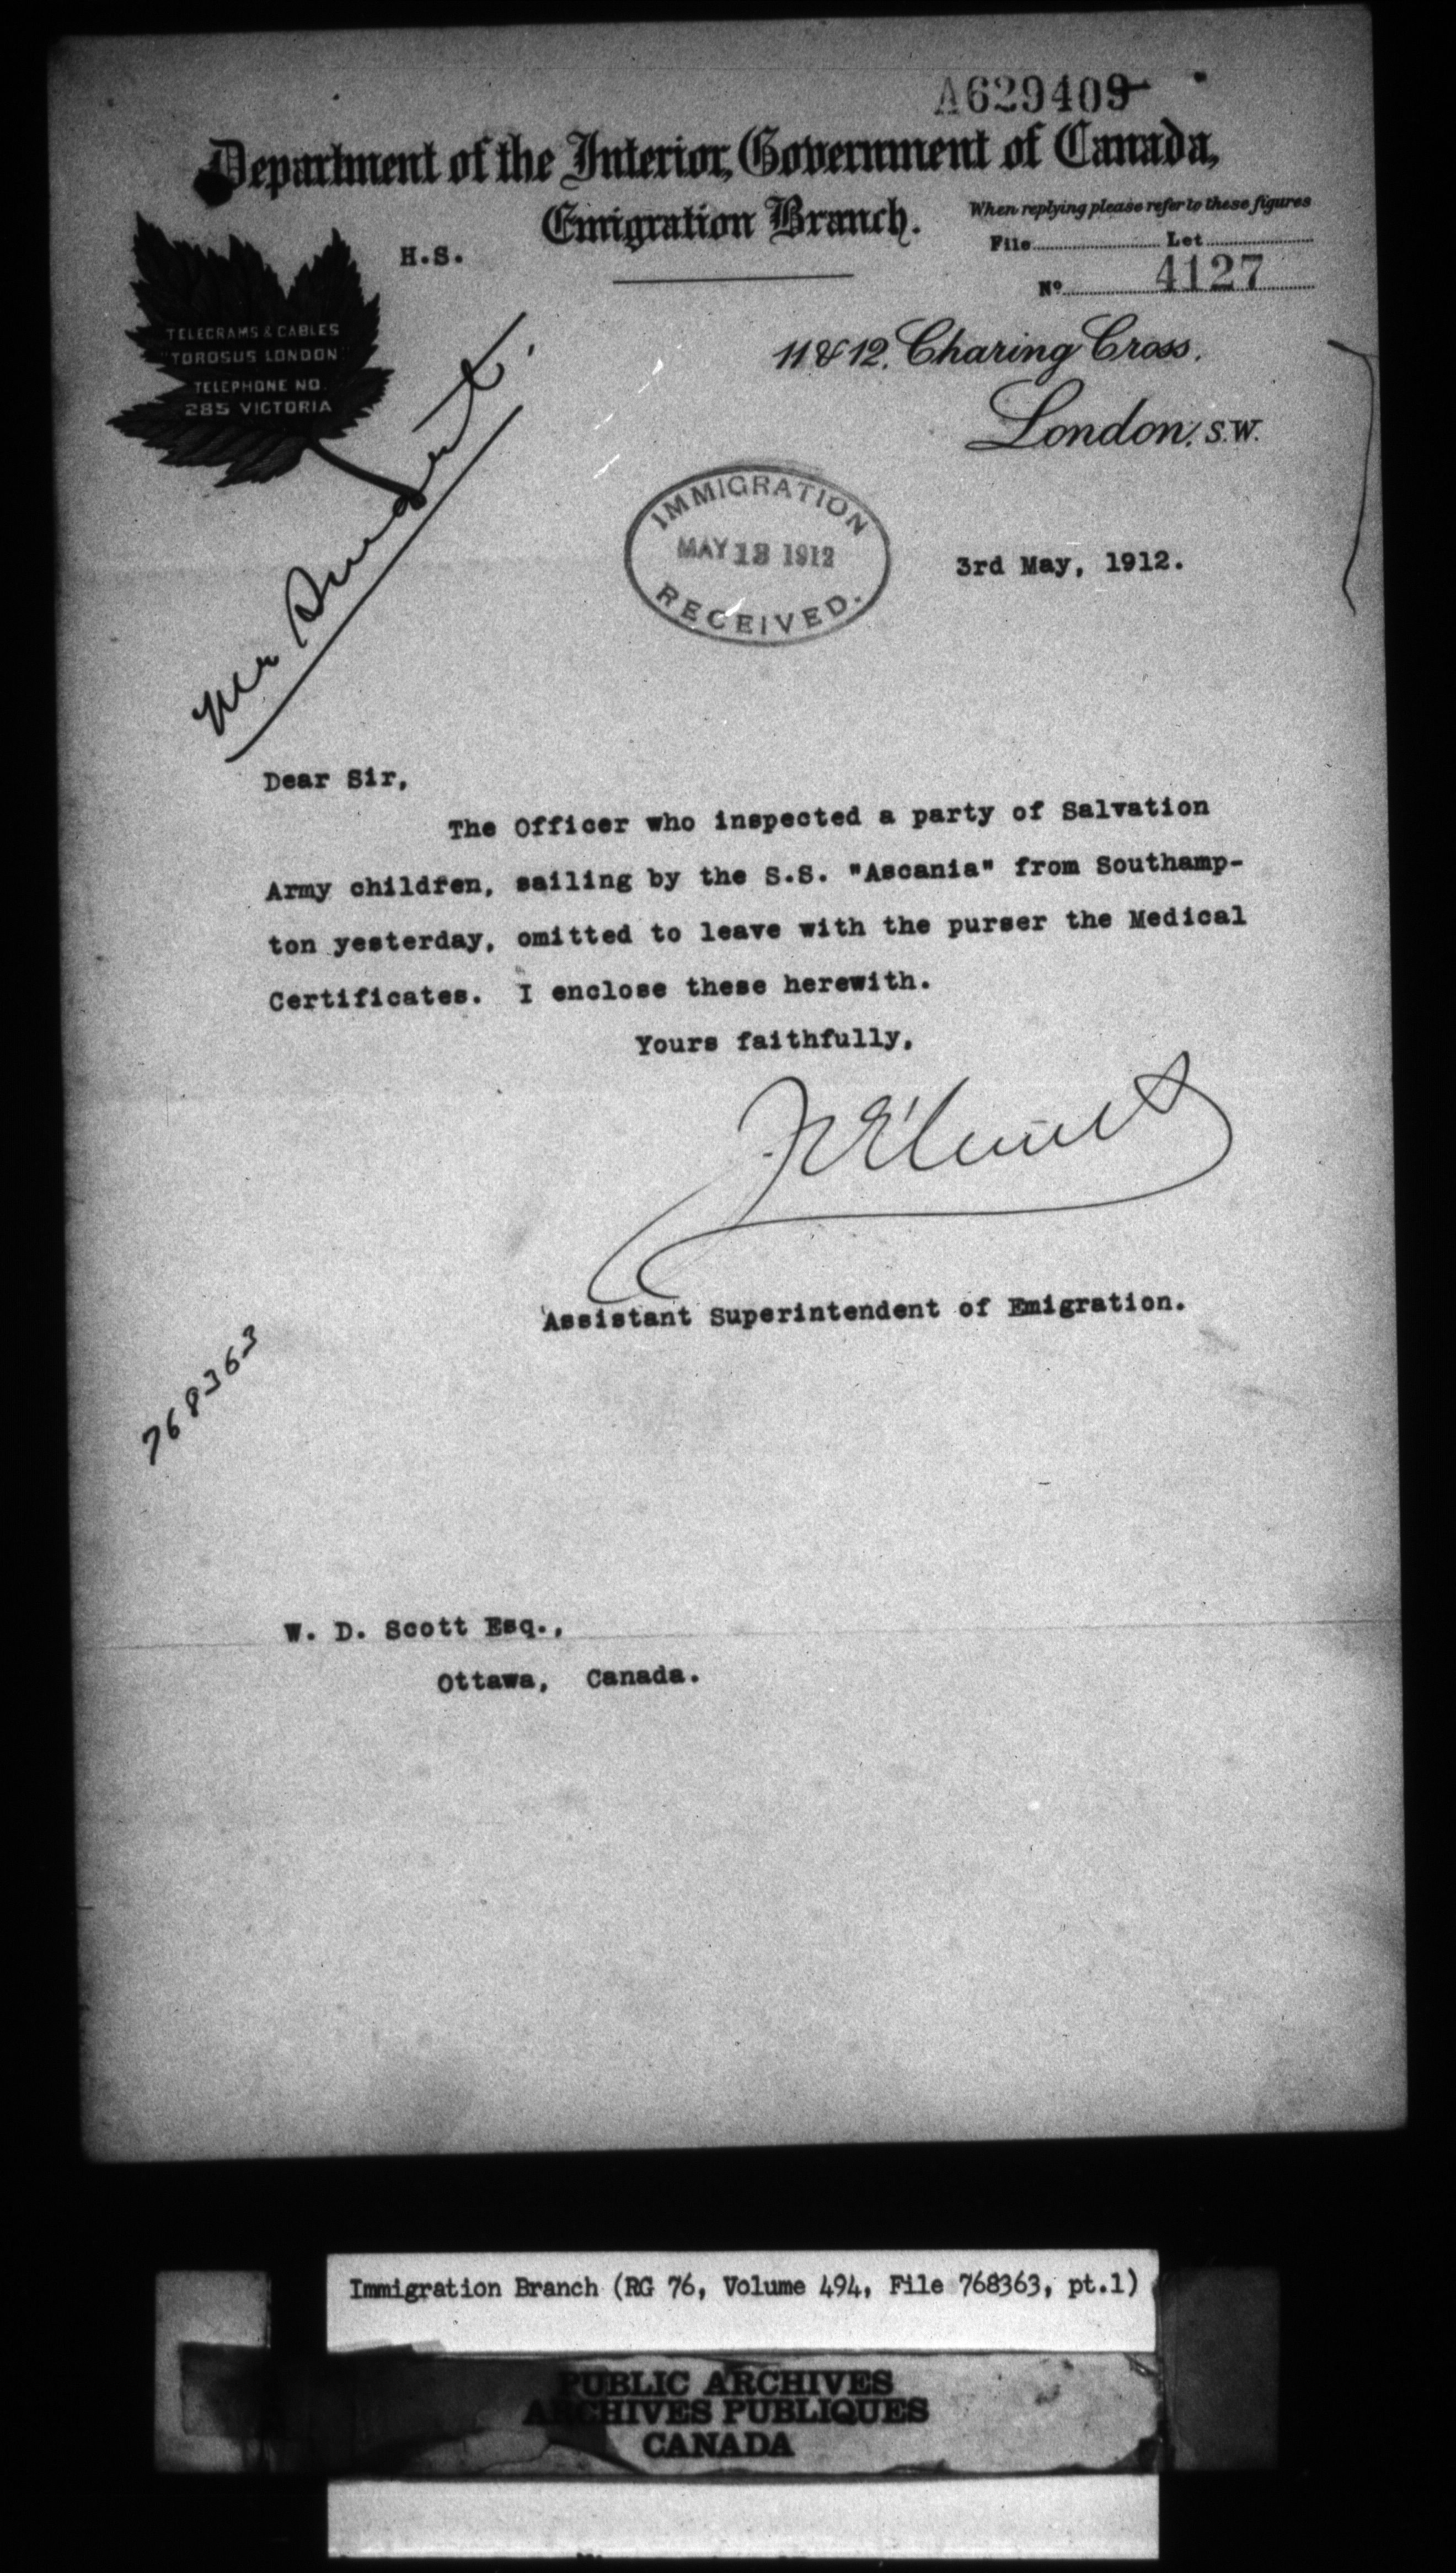 A629409
Department of the Interior, Government of Canada,
Emigration Branch.
When replying please refer to these figures
File Let
H.S.
No 4127
TELEGRAMS & CABLES
"TOROSUS LONDON"
TELEPHONE NO.
285 VICTORIA
11 & 12, Charing Cross,
London, S.W.
IMMIGRATION
MAY 13 1912
RECEIVED.
3rd May, 1912.
Mr
Dear Sir,
The Officer who inspected a party of Salvation
Army children, sailing by the S.S. "Ascania" from Southamp-
ton yesterday, omitted to leave with the purser the Medical
Certificates. I enclose these herewith.
Yours faithfully,
Assistant Superintendent of Emigration.
768363
W. D. Scott Esq.,
Ottawa, Canada.
Immigration Branch (RG 76, Volume 494, File 768363, pt.1)
PUBLIC ARCHIVES
ARCHIVES PUBLIQUES
CANADA